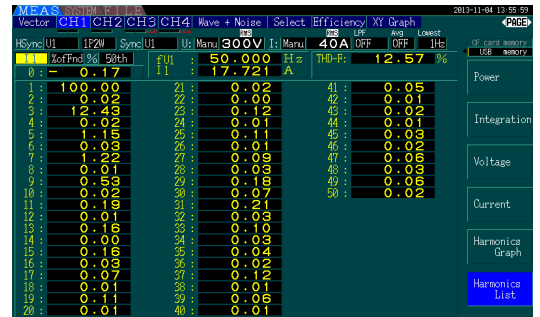 MEAS SYSTEM FILE 2013-11-04 13:55:59
Vector CH1 CH2 CH3 CH4 Wave + Noise Select Efficiency XY Graph PAGE
RMS RMS LPF Avg Lowest
HSync U1 1P2W Sync U1 U: Manu 300V I: Manu 40A OFF OFF 1Hz
CF card memory
USB memory
I1 %ofFnd % 50th fU1 : 50.000 Hz THD-F: 12.57 %
0 : - 0.17 I1 : 17.721 A
Power
1 : 100.00 21 : 0.02 41 : 0.05
2 : 0.02 22 : 0.00 42 : 0.01
3 : 12.43 23 : 0.12 43 : 0.02
4 : 0.02 24 : 0.01 44 : 0.01
Integration
5 : 1.15 25 : 0.11 45 : 0.03
6 : 0.03 26 : 0.01 46 : 0.02
7 : 1.22 27 : 0.09 47 : 0.06
8 : 0.01 28 : 0.03 48 : 0.03
Voltage
9 : 0.53 29 : 0.18 49 : 0.06
10 : 0.02 30 : 0.07 50 : 0.02
11 : 0.19 31 : 0.21
Current
12 : 0.01 32 : 0.03
13 : 0.16 33 : 0.10
14 : 0.00 34 : 0.03
Harmonics
Graph
15 : 0.16 35 : 0.04
16 : 0.03 36 : 0.02
17 : 0.07 37 : 0.12
18 : 0.01 38 : 0.01
Harmonics
List
19 : 0.11 39 : 0.06
20 : 0.01 40 : 0.01